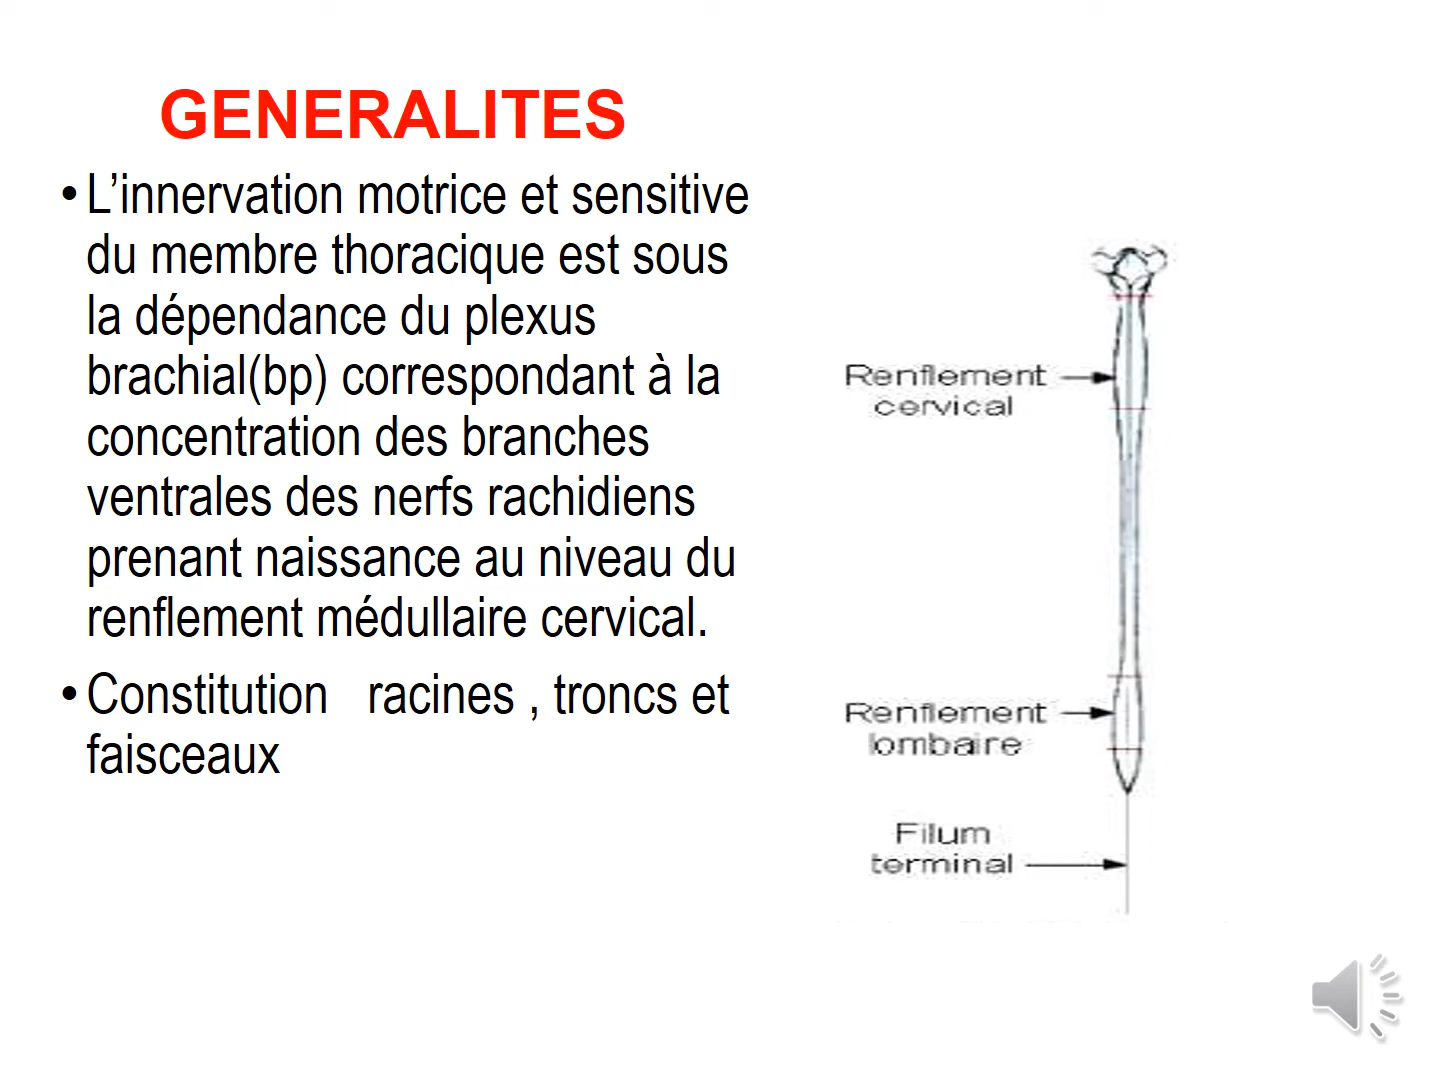 GENERALITES
•L’innervation motrice et sensitive
du membre thoracique est sous
la dépendance du plexus
brachial(bp) correspondant à la
concentration des branches
ventrales des nerfs rachidiens
prenant naissance au niveau du
renflement médullaire cervical.
•Constitution   racines , troncs et
faisceaux
Renflement
cervical
Renflement
lombaire
Filum
terminal